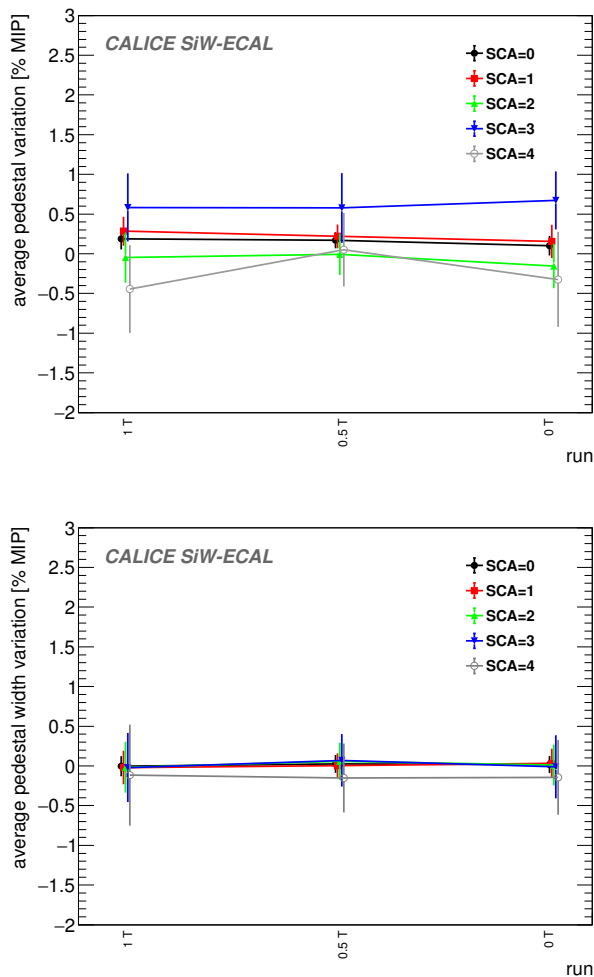 CALICE SiW-ECAL
SCA=0
SCA=1
SCA=2
SCA=3
SCA=4
average pedestal variation [% MIP]
3
2.5
2
1.5
1
0.5
0
−0.5
−1
−1.5
−2
1 T
0.5 T
0 T
run
CALICE SiW-ECAL
SCA=0
SCA=1
SCA=2
SCA=3
SCA=4
average pedestal width variation [% MIP]
3
2.5
2
1.5
1
0.5
0
−0.5
−1
−1.5
−2
1 T
0.5 T
0 T
run